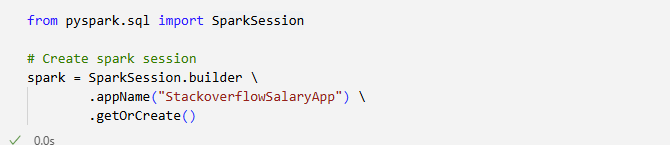 from pyspark.sql import SparkSession
# Create spark session
spark = SparkSession.builder \
.appName("StackoverflowSalaryApp") \
.getOrCreate()
0.0s